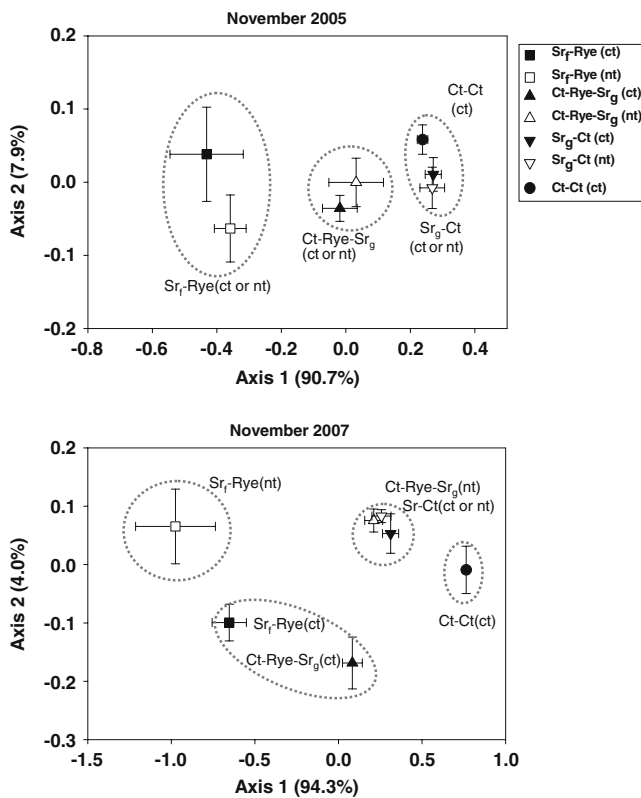 November 2005
0.2
0.1
0.0
-0.1
-0.2
Axis 2 (7.9%)
Ct-Ct
(ct)
Ct-Rye-Srg
(ct or nt)
Srg-Ct
(ct or nt)
Srf-Rye(ct or nt)
-0.8 -0.6 -0.4 -0.2 0.0 0.2 0.4
Axis 1 (90.7%)
Srf-Rye (ct)
Srf-Rye (nt)
Ct-Rye-Srg (ct)
Ct-Rye-Srg (nt)
Srg-Ct (ct)
Srg-Ct (nt)
Ct-Ct (ct)
November 2007
0.2
0.1
0.0
-0.1
-0.2
-0.3
Axis 2 (4.0%)
Srf-Rye(nt)
Ct-Rye-Srg(nt)
Sr-Ct(ct or nt)
Ct-Ct(ct)
Srf-Rye(ct)
Ct-Rye-Srg(ct)
-1.5 -1.0 -0.5 0.0 0.5 1.0
Axis 1 (94.3%)